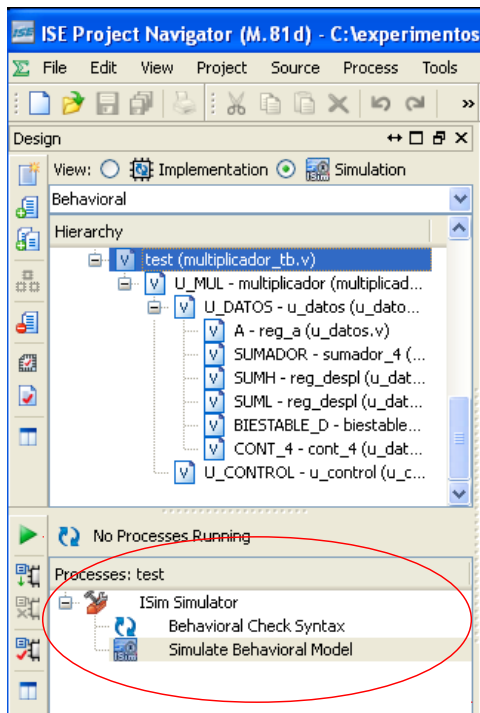 ISE Project Navigator (M.81d) - C:\experimentos
File Edit View Project Source Process Tools
»
Design
View: Implementation Simulation
Behavioral
Hierarchy
test (multiplicador_tb.v)
U_MUL - multiplicador (multiplicad...
U_DATOS - u_datos (u_dato...
A - reg_a (u_datos.v)
SUMADOR - sumador_4 (...
SUMH - reg_despl (u_dat...
SUML - reg_despl (u_dat...
BIESTABLE_D - biestable...
CONT_4 - cont_4 (u_dat...
U_CONTROL - u_control (u_c...
No Processes Running
Processes: test
ISim Simulator
Behavioral Check Syntax
Simulate Behavioral Model